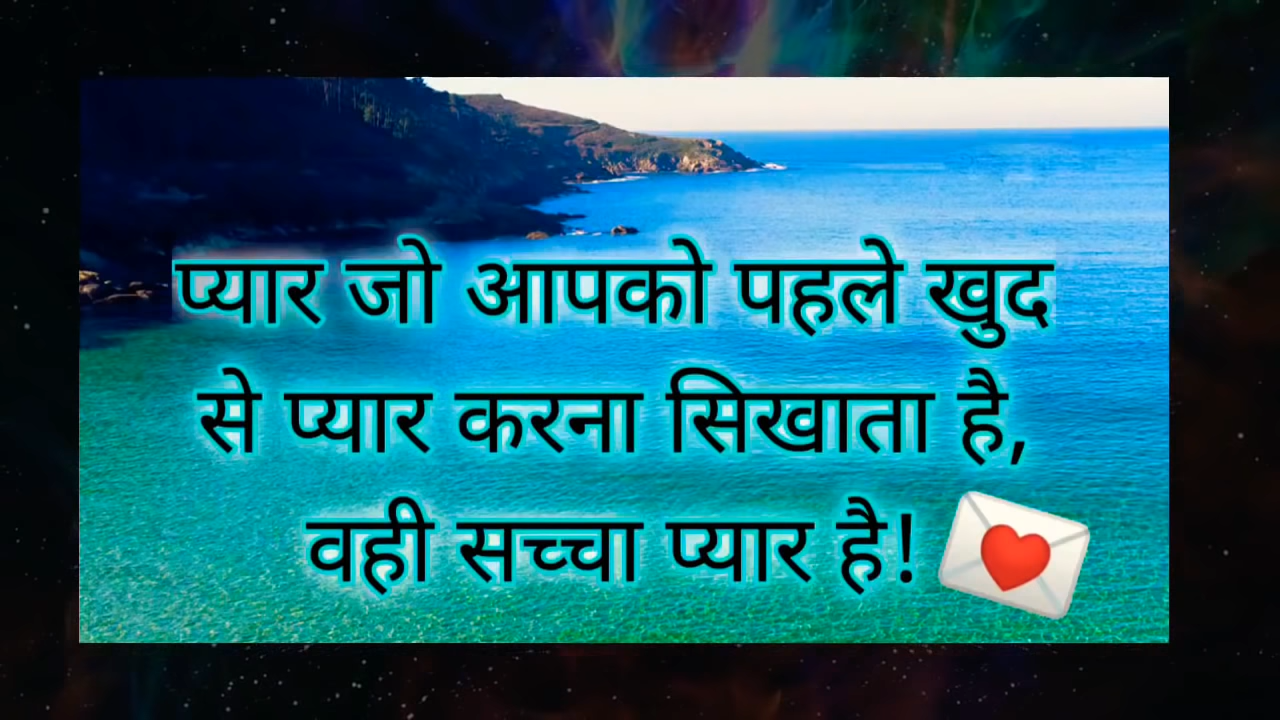 प्यार जो आपको पहले खुद
से प्यार करना सिखाता है,
वही सच्चा प्यार है!